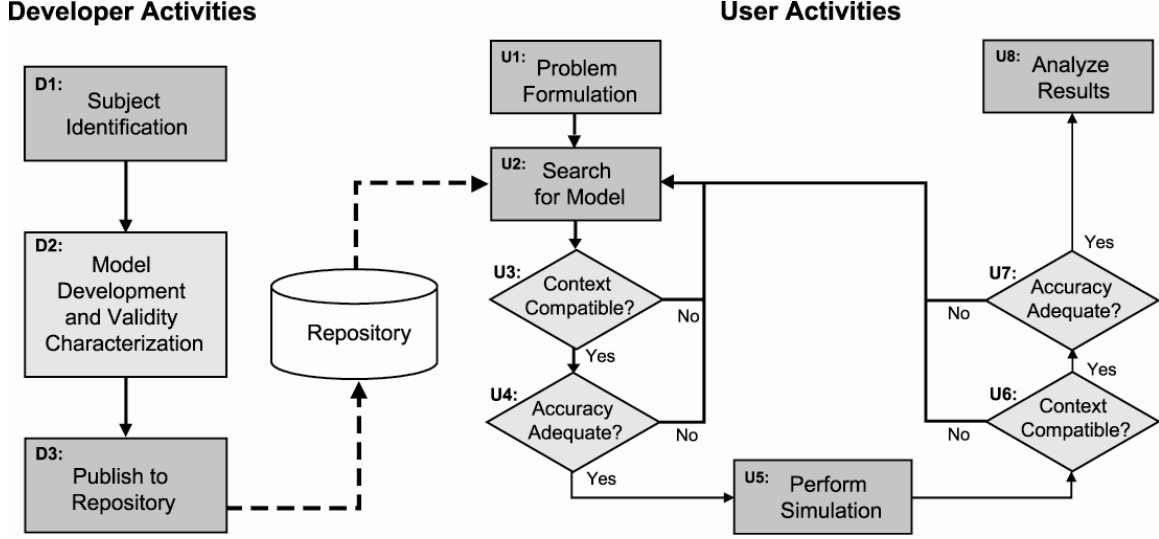 Developer Activities
User Activities
D1:
Subject
Identification
D2:
Model
Development
and Validity
Characterization
D3:
Publish to
Repository
Repository
U1:
Problem
Formulation
U2:
Search
for Model
U3:
Context
Compatible?
No
Yes
U4:
Accuracy
Adequate?
No
Yes
U5:
Perform
Simulation
U6:
Context
Compatible?
No
Yes
U7:
Accuracy
Adequate?
No
Yes
U8:
Analyze
Results